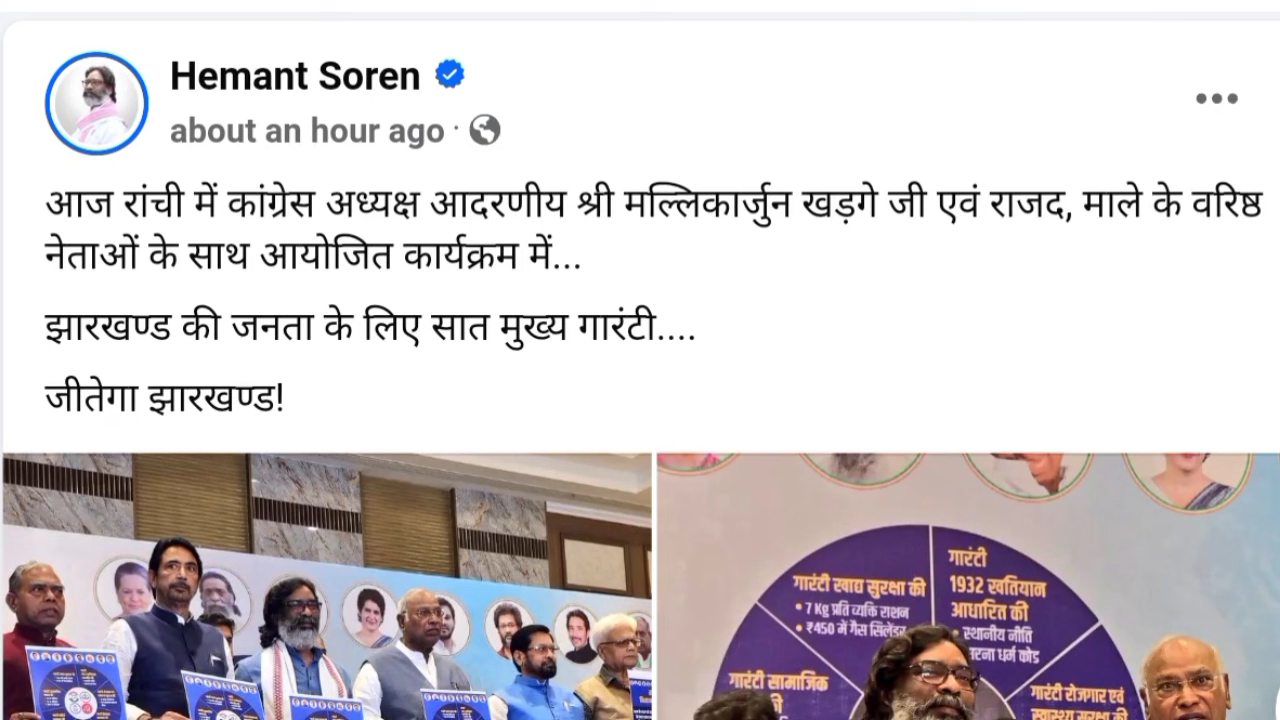 Hemant Soren
about an hour ago ·
आज रांची में कांग्रेस अध्यक्ष आदरणीय श्री मल्लिकार्जुन खड़गे जी एवं राजद, माले के वरिष्ठ
नेताओं के साथ आयोजित कार्यक्रम में...
झारखण्ड की जनता के लिए सात मुख्य गारंटी....
जीतेगा झारखण्ड!
गारंटी खाद्य सुरक्षा की
• 7 Kg प्रति व्यक्ति राशन
• ₹450 में गैस सिलेंडर
गारंटी
1932 खतियान
आधारित की
• स्थानीय नीति
धर्म कोड
गारंटी सामाजिक
गारंटी रोजगार एवं
स्वास्थ्य सुरक्षा की